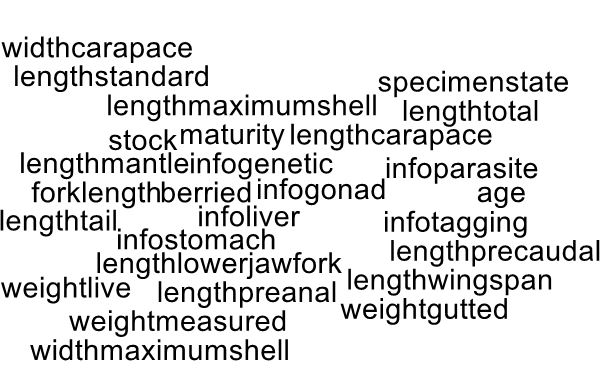 widthcarapace
lengthstandard
specimenstate
lengthmaximumshell
lengthtotal
stock maturity lengthcarapace
lengthmantle infogenetic
infoparasite
forklength berried infogonad
age
lengthtail
infoliver
infotagging
infostomach
lengthprecaudal
lengthlowerjawfork
lengthwingspan
weightlive
lengthpreanal
weightgutted
weightmeasured
widthmaximumshell